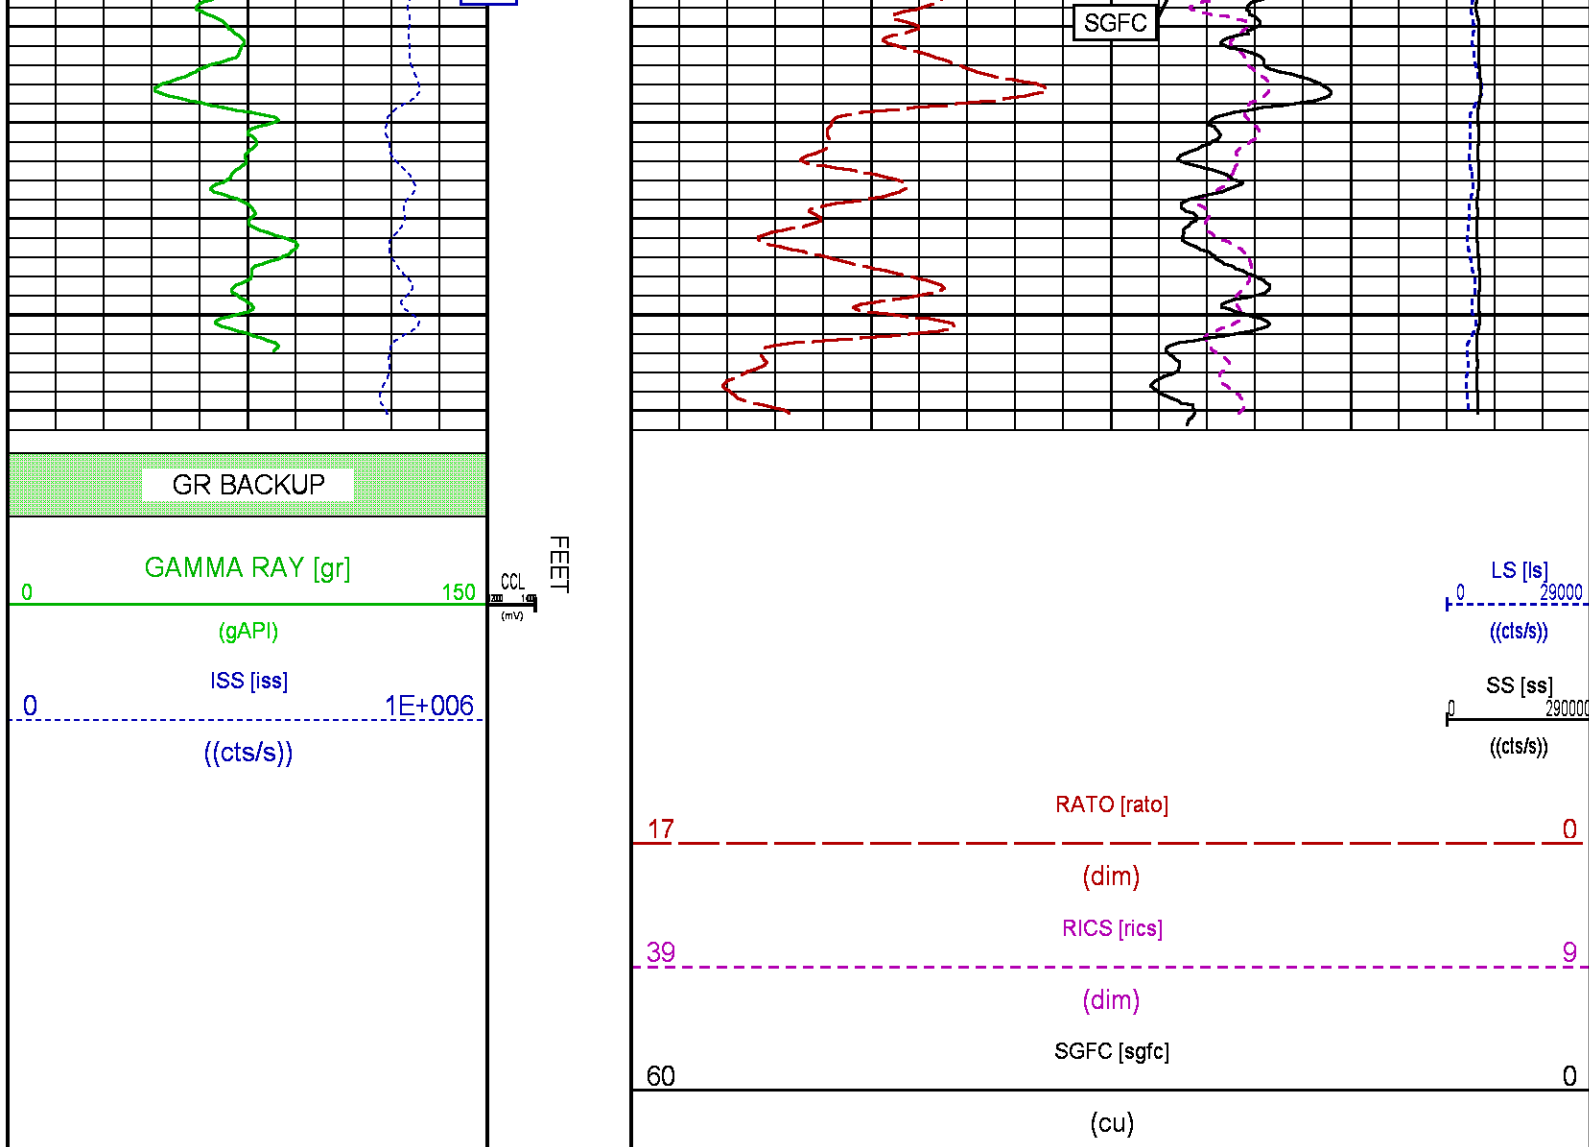 SGFC
GR BACKUP
GAMMA RAY [gr]
0 150
(gAPI)
ISS [iss]
0 1E+006
((cts/s))
CCL
(mV)
FEET
LS [ls]
0 29000
((cts/s))
SS [ss]
0 290000
((cts/s))
RATO [rato]
17 0
(dim)
RICS [rics]
39 9
(dim)
SGFC [sgfc]
60 0
(cu)